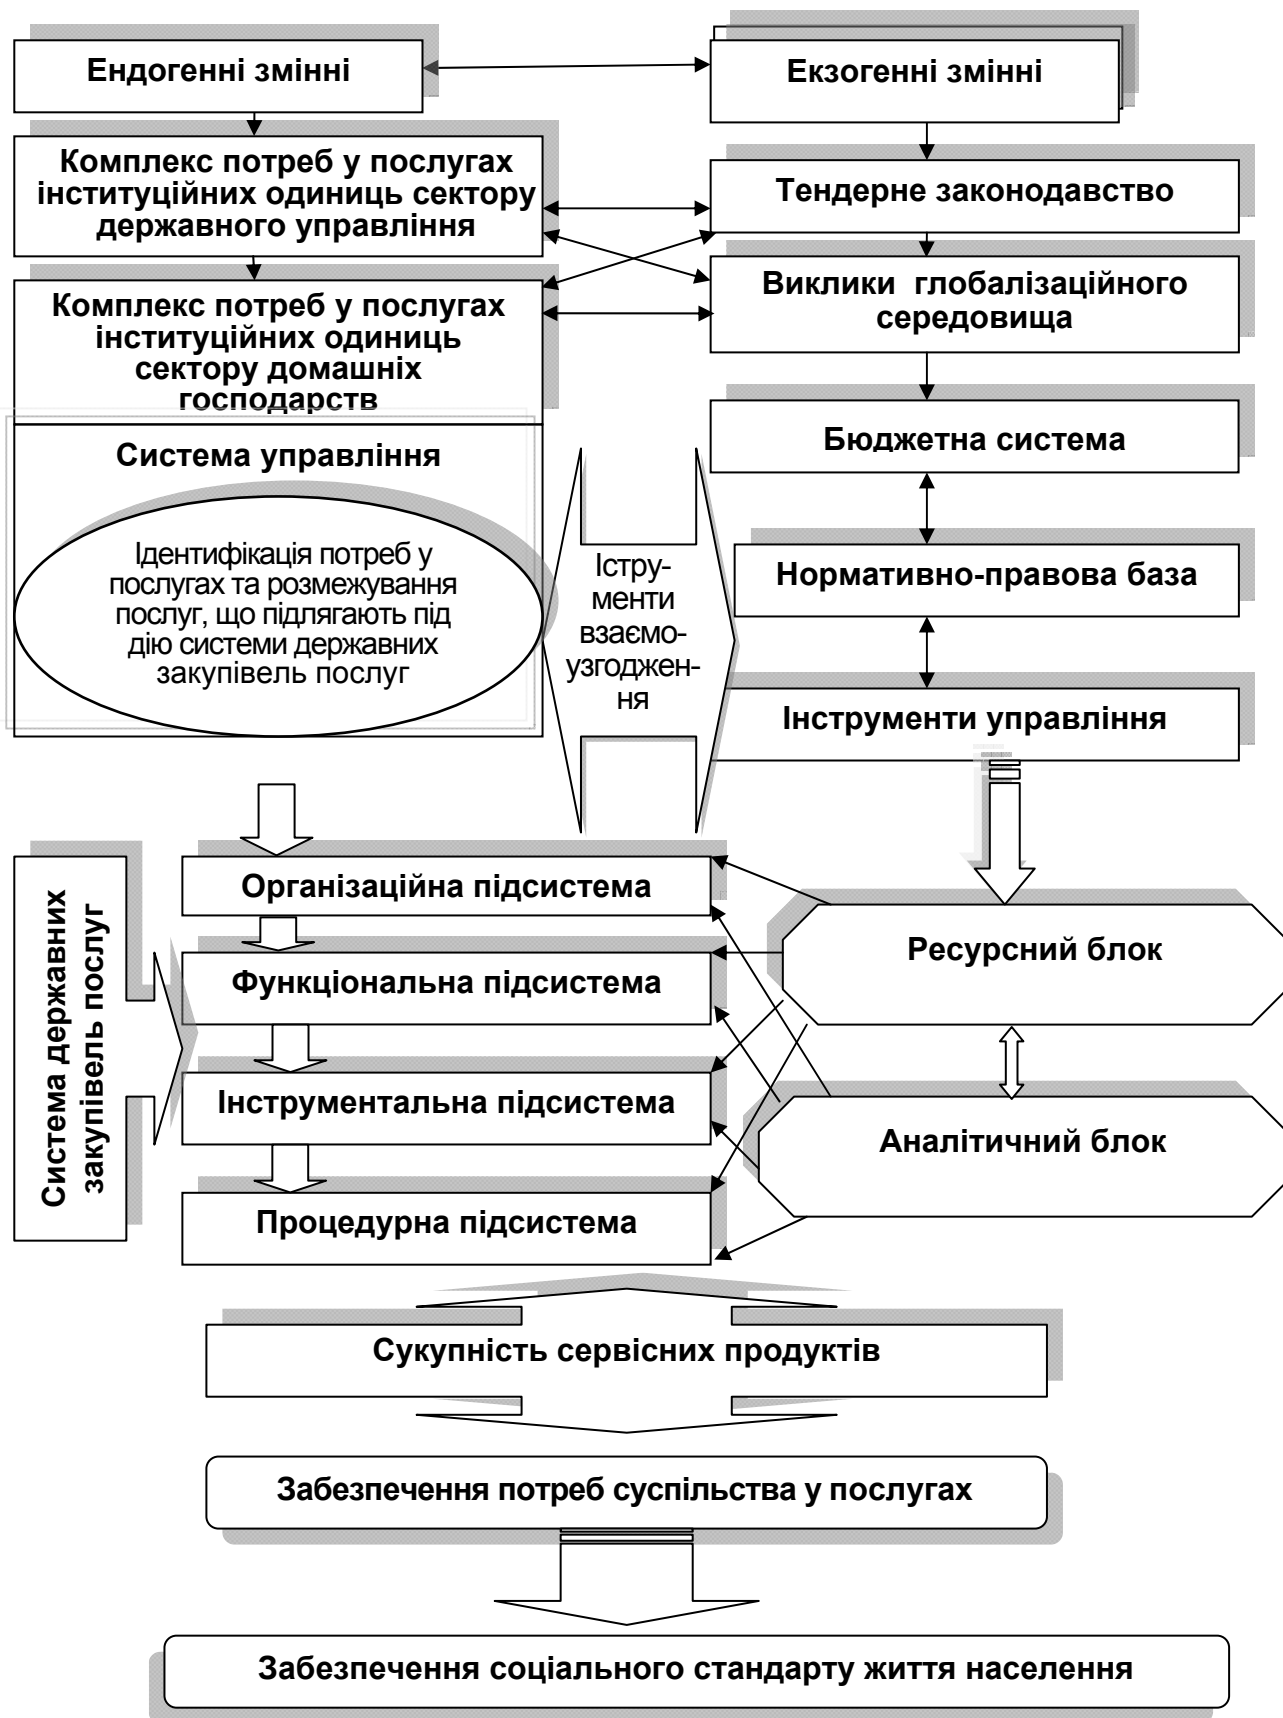 Ендогенні змінні
Екзогенні змінні
Комплекс потреб у послугах
інституційних одиниць сектору
державного управління
Тендерне законодавство
Комплекс потреб у послугах
інституційних одиниць
сектору домашніх
господарств
Виклики глобалізаційного
середовища
Бюджетна система
Система управління
Ідентифікація потреб у
послугах та розмежування
послуг, що підлягають під
дію системи державних
закупівель послуг
Істру-
менти
взаємо-
узгоджен-
ня
Нормативно-правова база
Інструменти управління
Система державних
закупівель послуг
Організаційна підсистема
Функціональна підсистема
Інструментальна підсистема
Процедурна підсистема
Ресурсний блок
Аналітичний блок
Сукупність сервісних продуктів
Забезпечення потреб суспільства у послугах
Забезпечення соціального стандарту життя населення